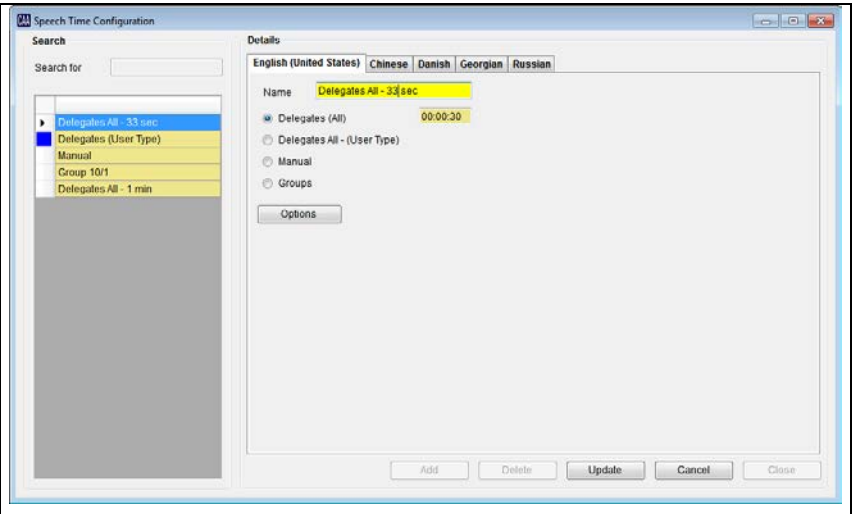 CAA Speech Time Configuration
Search
Search for
Delegates All - 33 sec
Delegates (User Type)
Manual
Group 10/1
Delegates All - 1 min
Details
English (United States) Chinese Danish Georgian Russian
Name Delegates All - 33 sec
Delegates (All) 00:00:30
Delegates All - (User Type)
Manual
Groups
Options
Add Delete Update Cancel Close